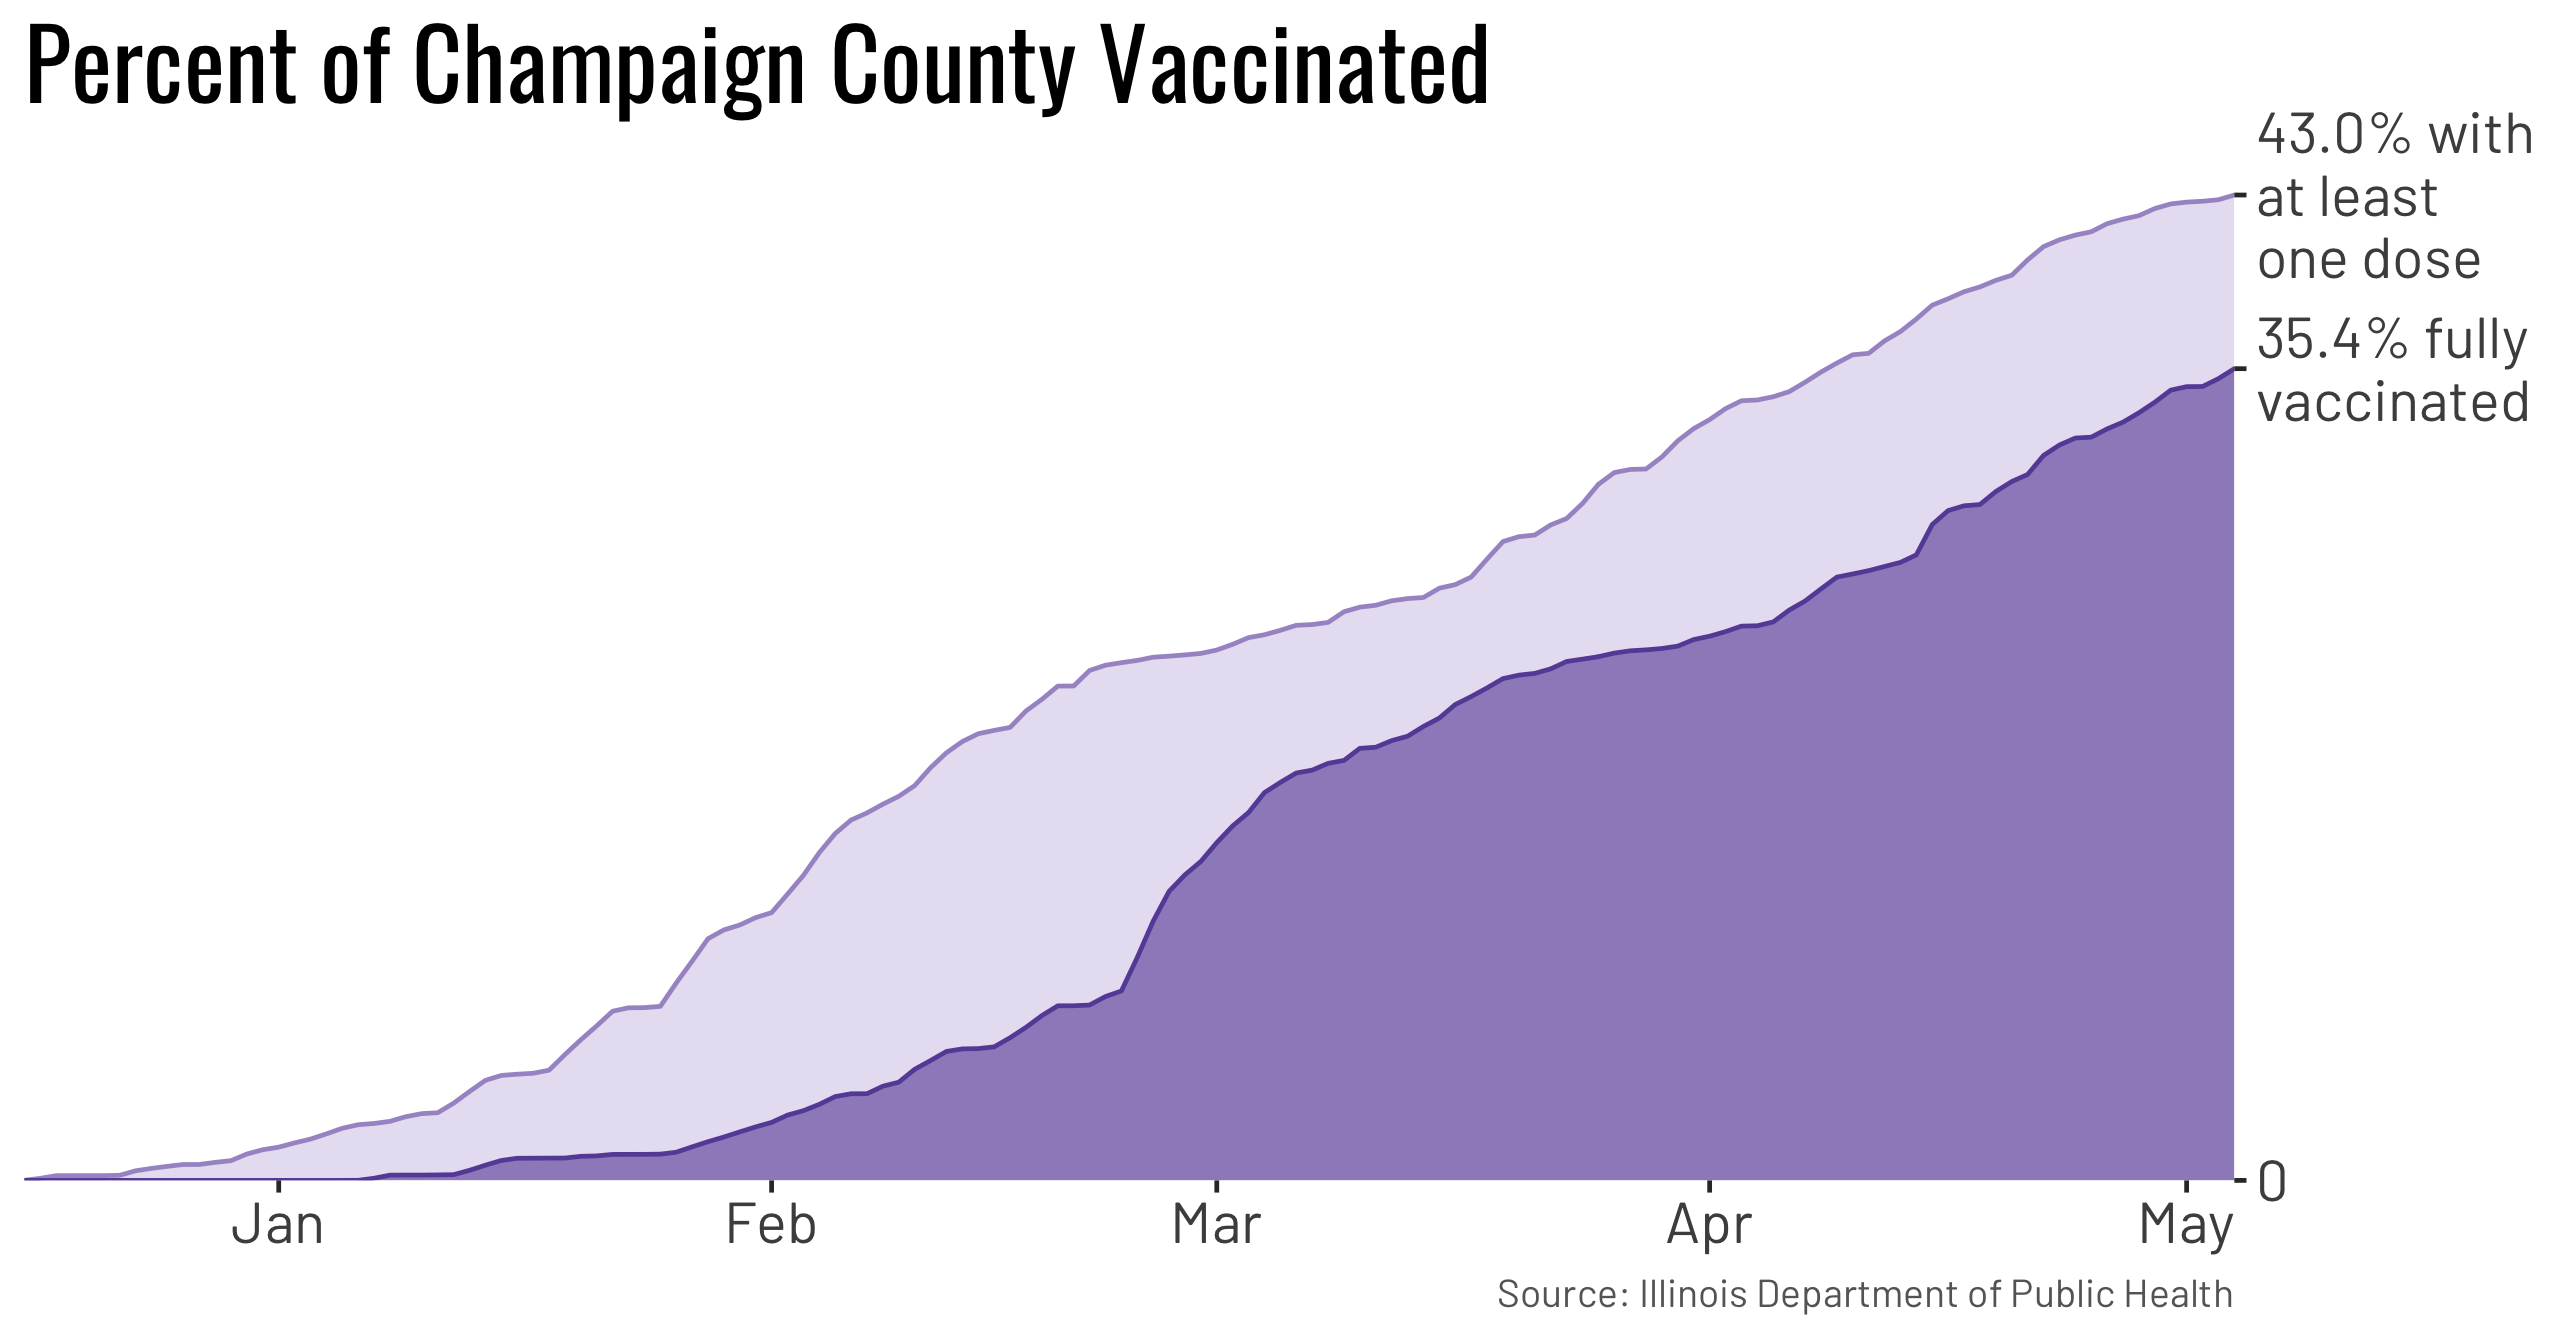 Percent of Champaign County Vaccinated
43.0% with
at least
one dose
35.4% fully
vaccinated
0
Jan Feb Mar Apr May
Source: Illinois Department of Public Health